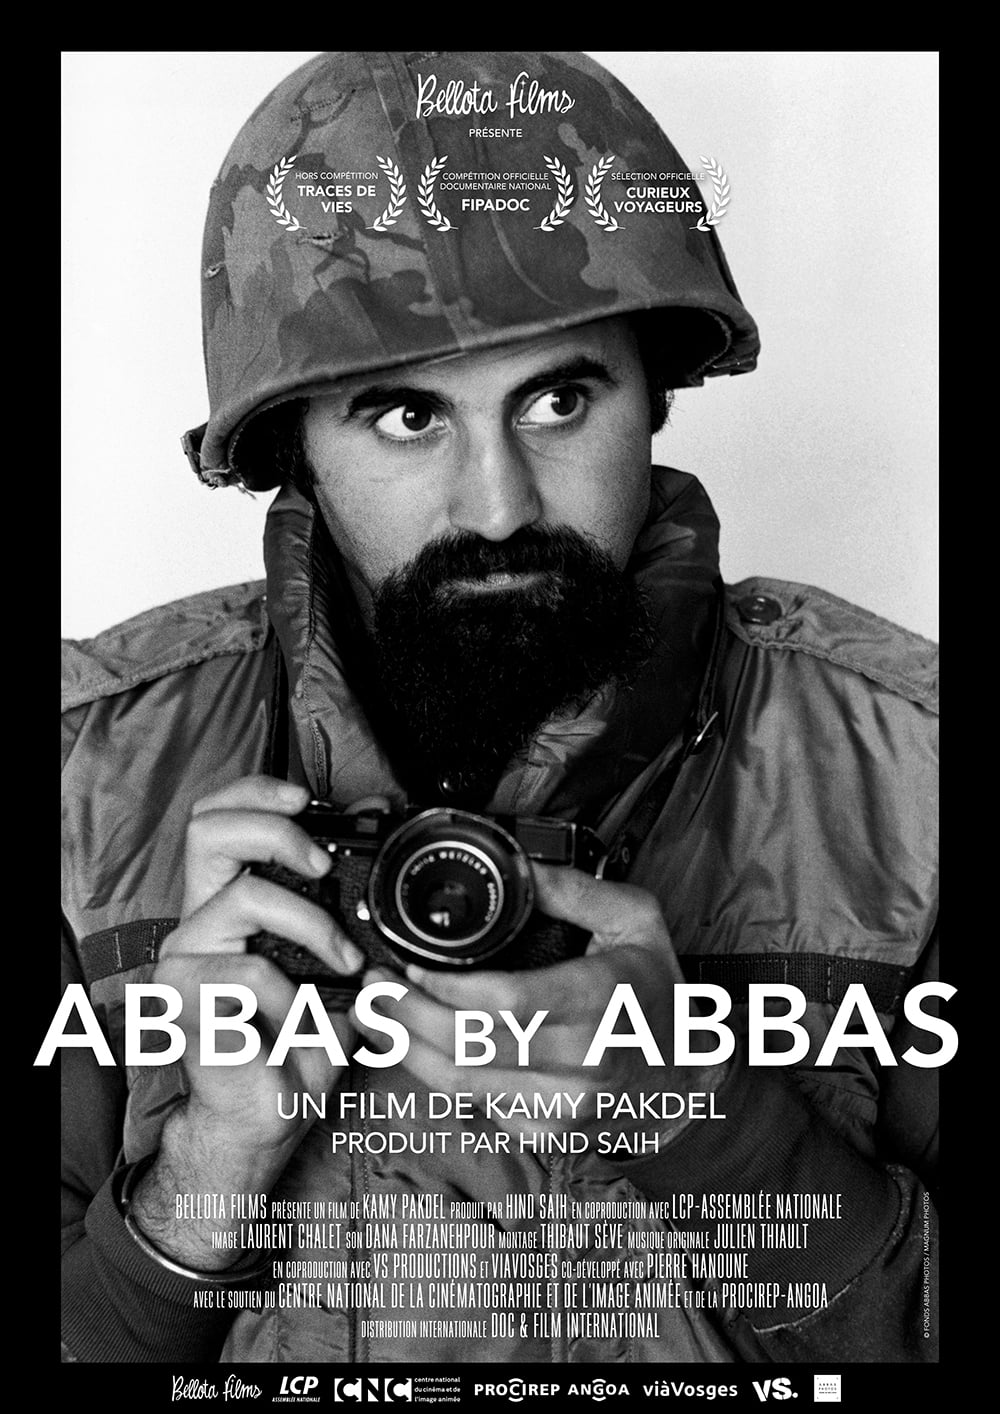 Bellota films
PRÉSENTE
HORS COMPÉTITION
TRACES DE
VIES
COMPÉTITION OFFICIELLE
DOCUMENTAIRE NATIONAL
FIPADOC
SÉLECTION OFFICIELLE
CURIEUX
VOYAGEURS
ABBAS BY ABBAS
UN FILM DE KAMY PAKDEL
PRODUIT PAR HIND SAIH
BELLOTA FILMS PRÉSENTE UN FILM DE KAMY PAKDEL PRODUIT PAR HIND SAIH EN COPRODUCTION AVEC LCP-ASSEMBLÉE NATIONALE
IMAGE LAURENT CHALET SON DANA FARZANEHPOUR MONTAGE THIBAUT SÈVE MUSIQUE ORIGINALE JULIEN THIAULT
EN COPRODUCTION AVEC VS PRODUCTIONS ET VIAVOSGES CO-DÉVELOPPÉ AVEC PIERRE HANOUNE
AVEC LE SOUTIEN DU CENTRE NATIONAL DE LA CINÉMATOGRAPHIE ET DE L'IMAGE ANIMÉE ET DE LA PROCIREP-ANGOA
DISTRIBUTION INTERNATIONALE DOC & FILM INTERNATIONAL
© FONDS ABBAS PHOTOS / MAGNUM PHOTOS
Bellota films
LCP
ASSEMBLÉE NATIONALE
CNC
centre national
du cinéma et de
l'image animée
PROCIREP ANGOA
viàVosges
VS.
ABBAS
PHOTOS